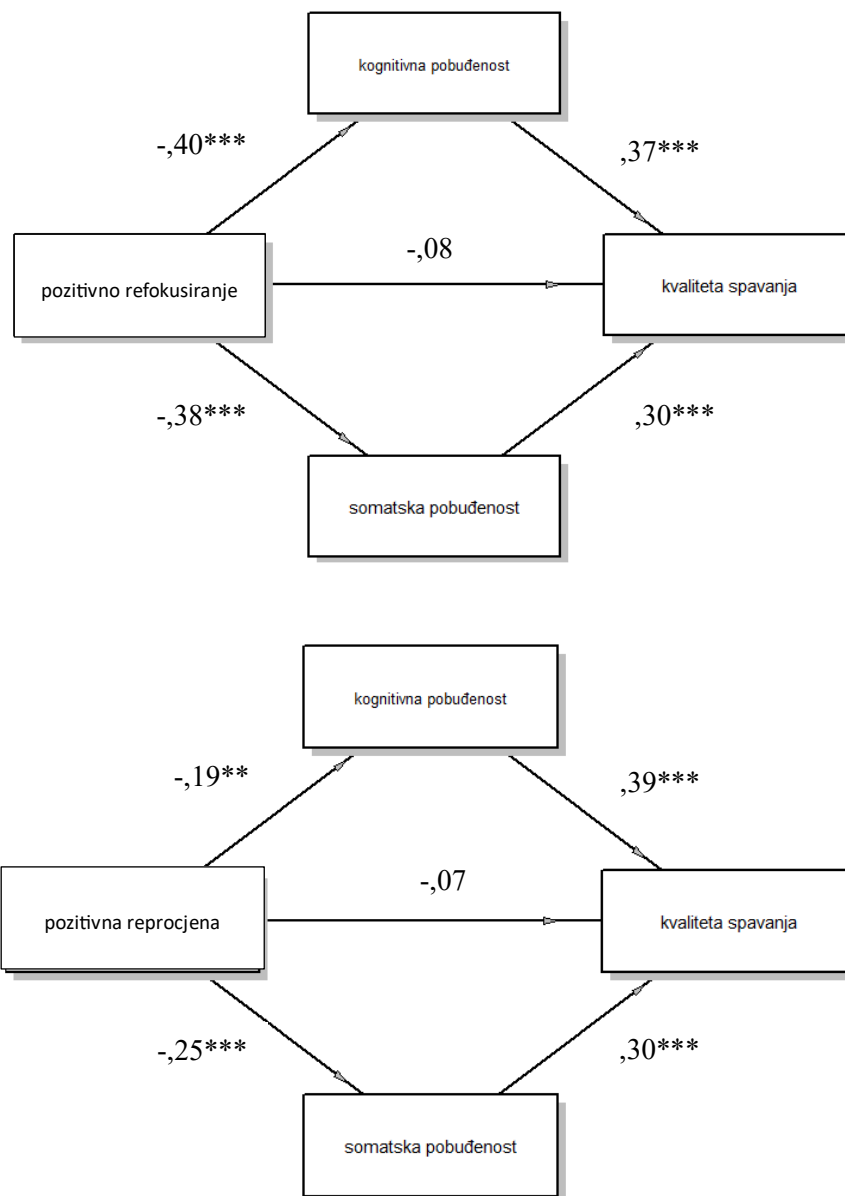 kognitivna pobuđenost
-,40***
,37***
-,08
pozitivno refokusiranje
kvaliteta spavanja
-,38***
,30***
somatska pobuđenost
kognitivna pobuđenost
-,19**
,39***
-,07
pozitivna reprocjena
kvaliteta spavanja
-,25***
,30***
somatska pobuđenost